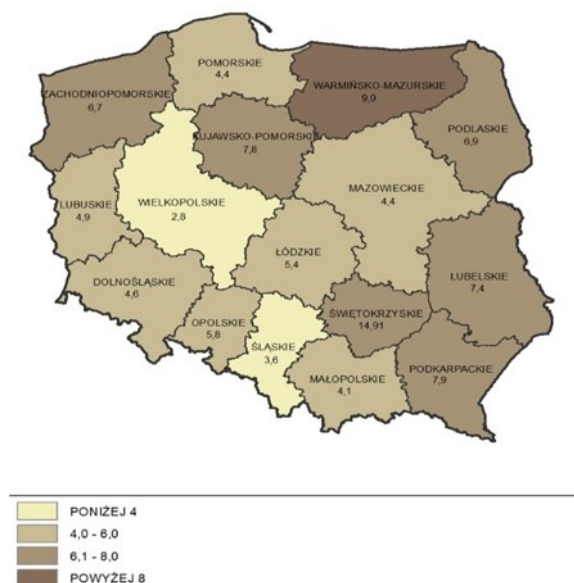 POMORSKIE
4,4
WARMIŃSKO-MAZURSKIE
9,0
ZACHODNIOPOMORSKIE
6,7
KUJAWSKO-POMORSKIE
7,8
PODLASKIE
6,9
LUBUSKIE
4,9
WIELKOPOLSKIE
2,8
MAZOWIECKIE
4,4
ŁÓDZKIE
5,4
DOLNOŚLĄSKIE
4,6
LUBELSKIE
7,4
OPOLSKIE
5,8
ŚLĄSKIE
3,6
ŚWIĘTOKRZYSKIE
14,91
MAŁOPOLSKIE
4,1
PODKARPACKIE
7,9
PONIŻEJ 4
4,0 - 6,0
6,1 - 8,0
POWYŻEJ 8